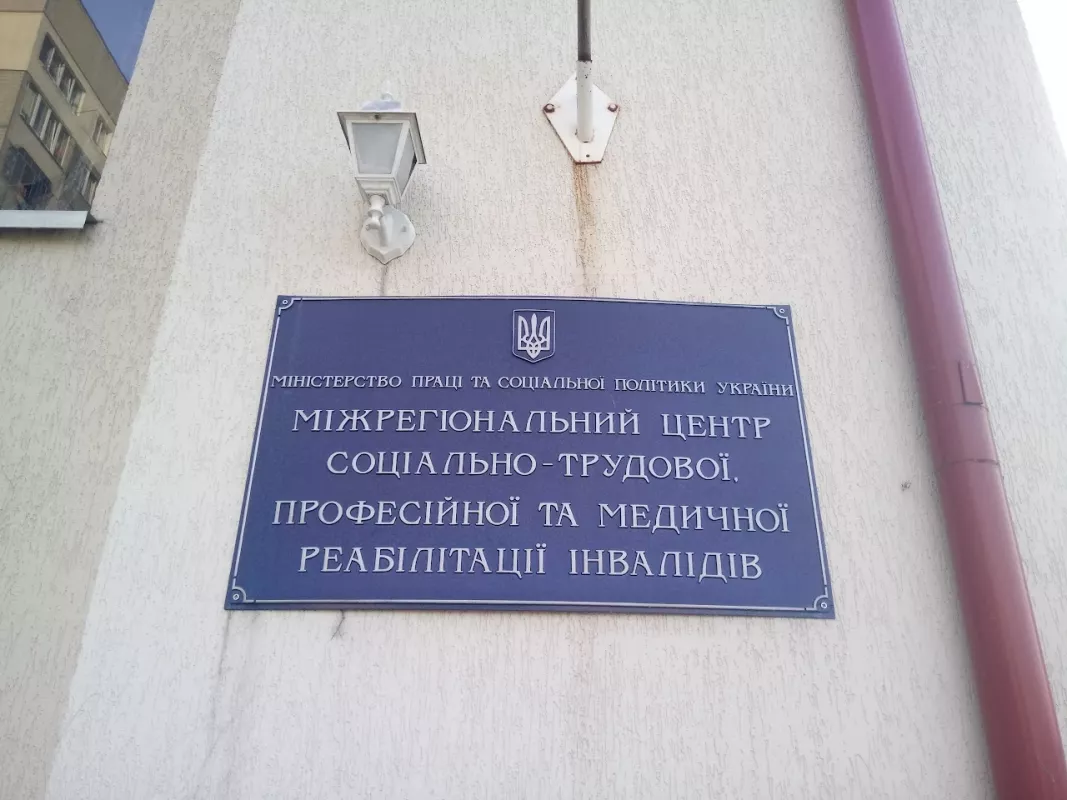 МІНІСТЕРСТВО ПРАЦІ ТА СОЦІАЛЬНОЇ ПОЛІТИКИ УКРАЇНИ
МІЖРЕГІОНАЛЬНИЙ ЦЕНТР
СОЦІАЛЬНО-ТРУДОВОЇ,
ПРОФЕСІЙНОЇ ТА МЕДИЧНОЇ
РЕАБІЛІТАЦІЇ ІНВАЛІДІВ